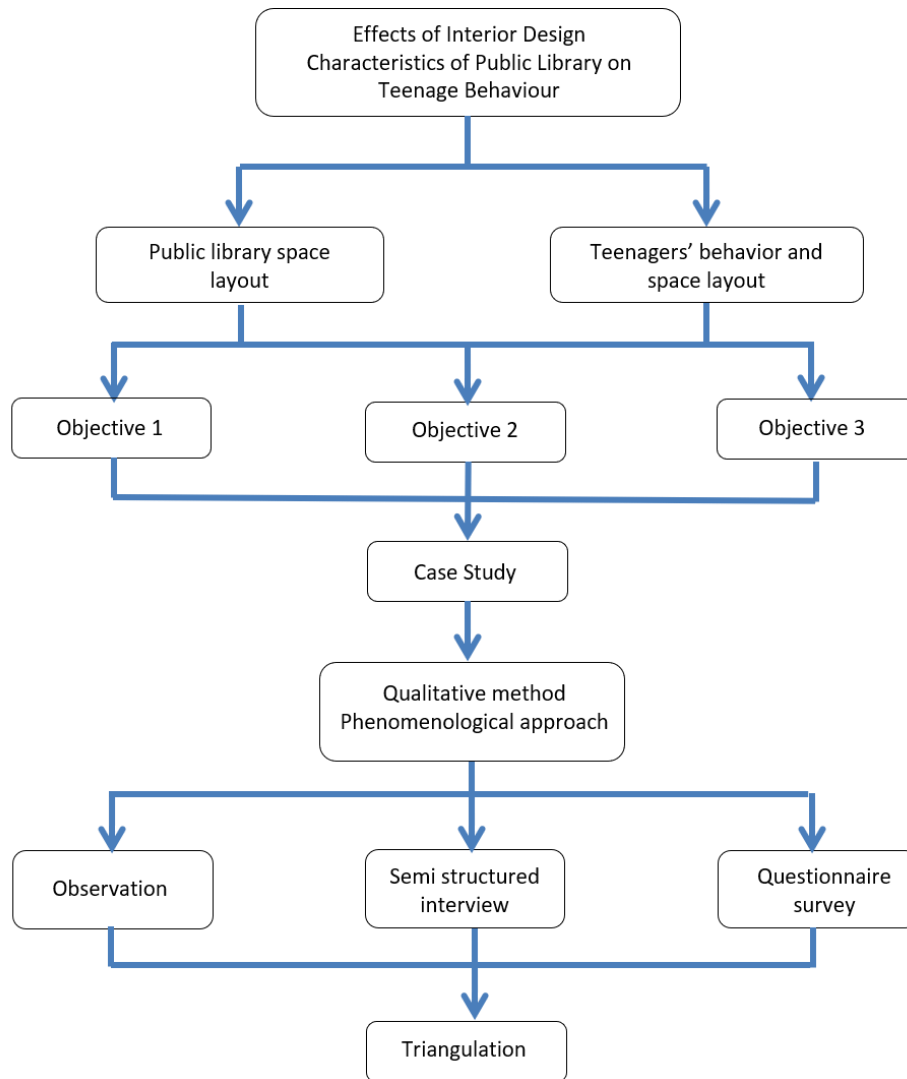 Effects of Interior Design
Characteristics of Public Library on
Teenage Behaviour
Public library space
layout
Teenagers’ behavior and
space layout
Objective 1
Objective 2
Objective 3
Case Study
Qualitative method
Phenomenological approach
Observation
Semi structured
interview
Questionnaire
survey
Triangulation